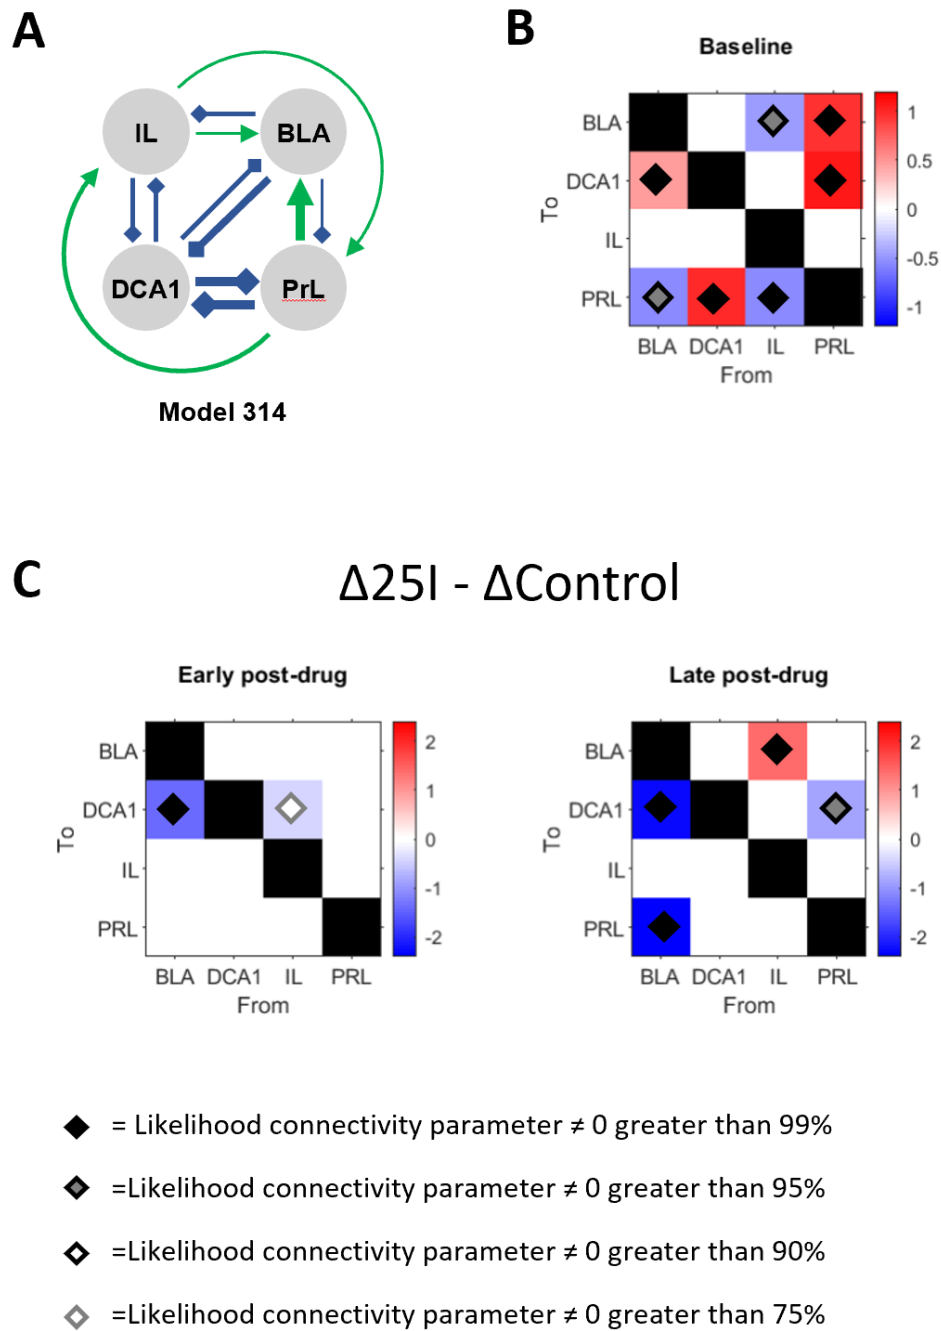 A
IL
BLA
DCA1
PrL
Model 314
B
Baseline
BLA
DCA1
IL
PRL
To
BLA DCA1 IL PRL
From
1
0.5
0
-0.5
-1
C
Δ25I - ΔControl
Early post-drug
BLA
DCA1
IL
PRL
To
BLA DCA1 IL PRL
From
2
1
0
-1
-2
Late post-drug
BLA
DCA1
IL
PRL
To
BLA DCA1 IL PRL
From
2
1
0
-1
-2
= Likelihood connectivity parameter ≠ 0 greater than 99%
=Likelihood connectivity parameter ≠ 0 greater than 95%
=Likelihood connectivity parameter ≠ 0 greater than 90%
=Likelihood connectivity parameter ≠ 0 greater than 75%